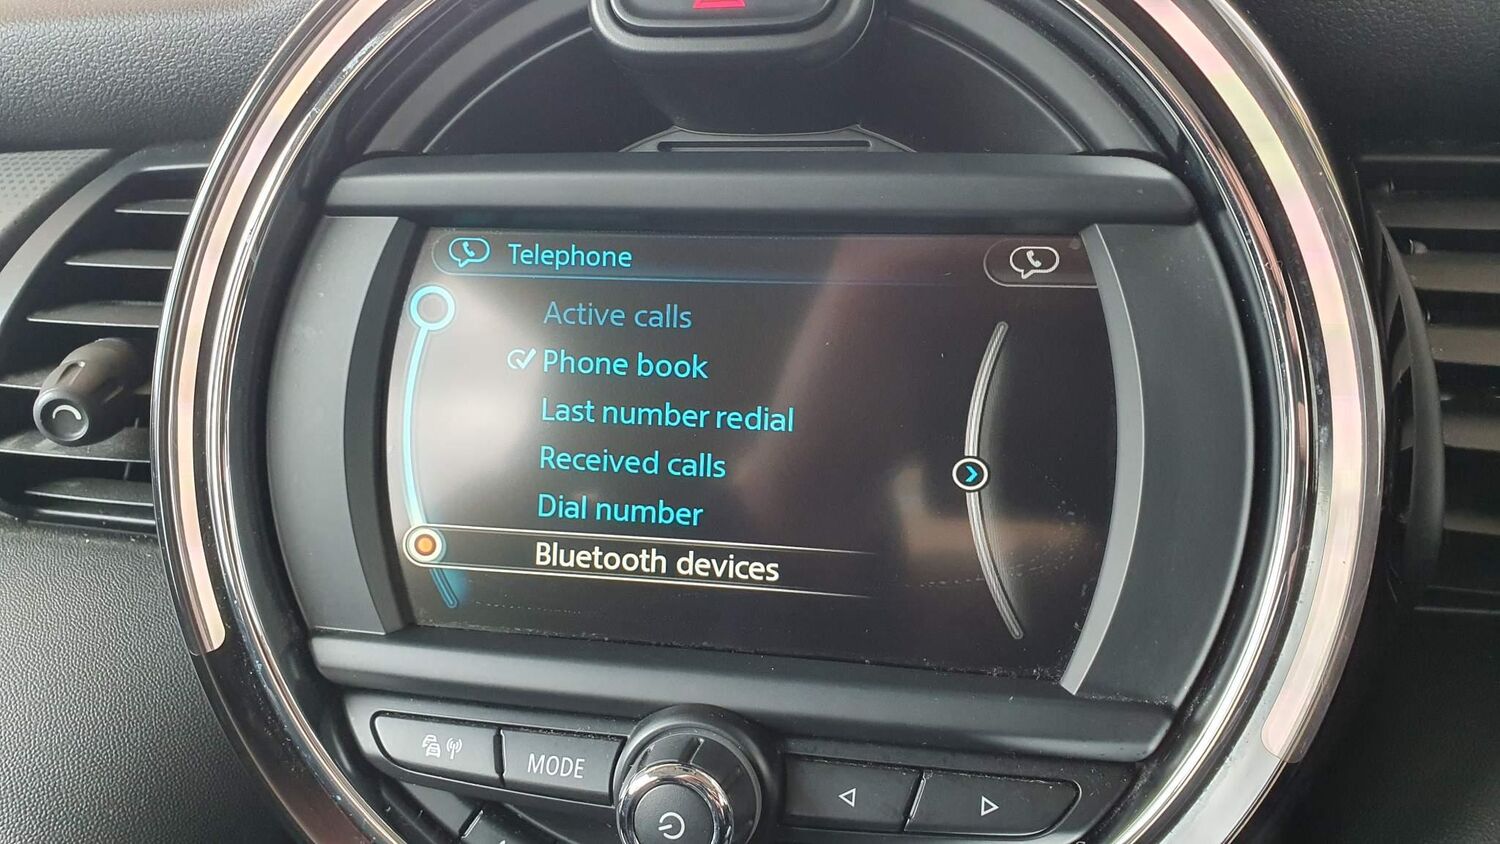 Telephone
Active calls
Phone book
Last number redial
Received calls
Dial number
Bluetooth devices
MODE